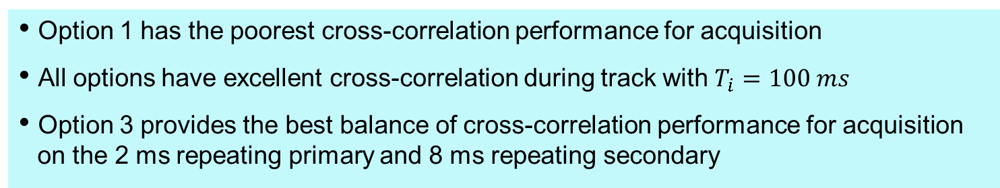 • Option 1 has the poorest cross-correlation performance for acquisition
• All options have excellent cross-correlation during track with 𝑇𝑖 = 100 𝑚𝑠
• Option 3 provides the best balance of cross-correlation performance for acquisition
on the 2 ms repeating primary and 8 ms repeating secondary